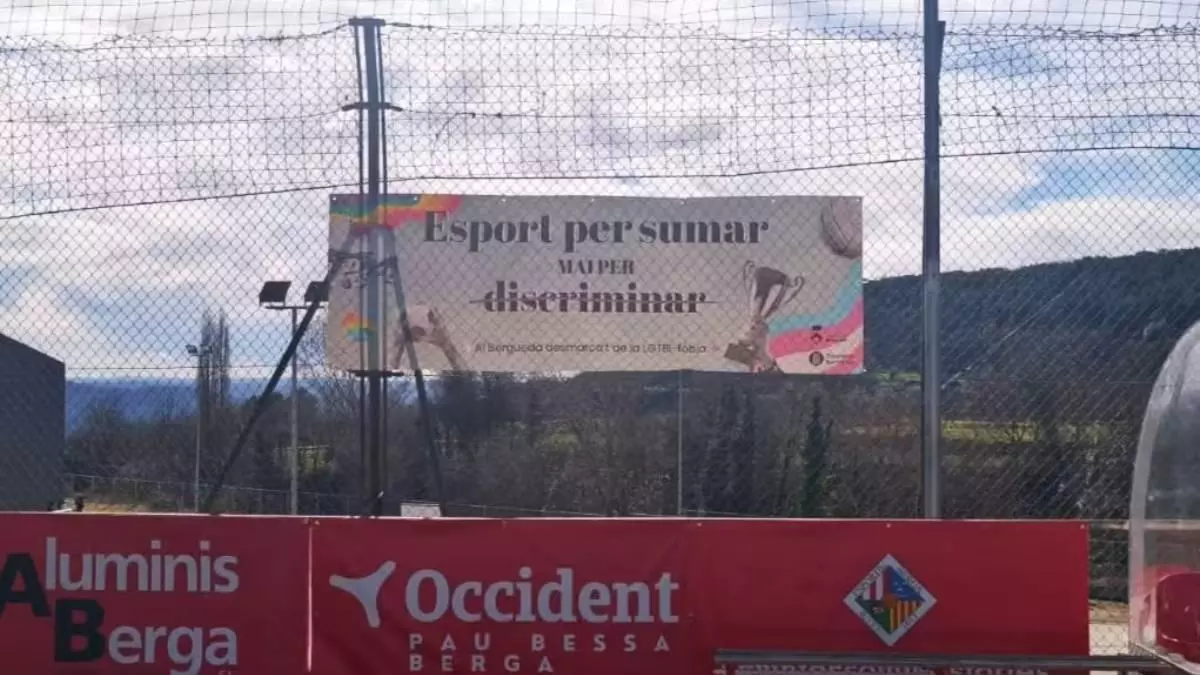 Esport per sumar
MAI PER
discriminar
Al Berguedà desmarca't de la LGTBI-fòbia
Aluminis
Berga
Occident
PAU BESSA
BERGA